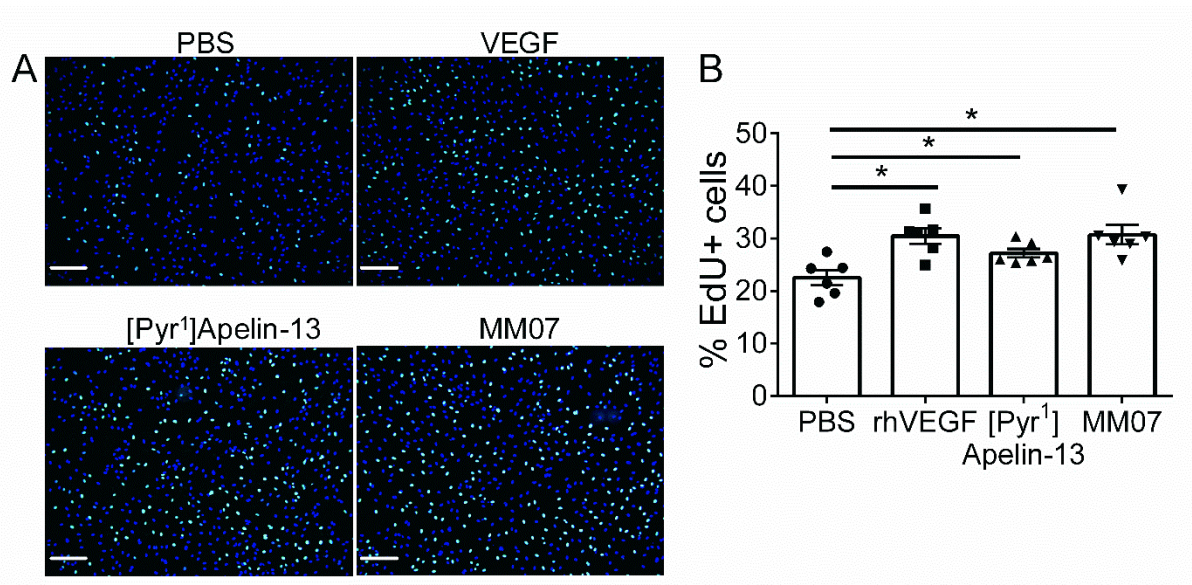 A
PBS
VEGF
[Pyr¹]Apelin-13
MM07
B
% EdU+ cells
50
40
30
20
10
0
*
*
*
PBS
rhVEGF
[Pyr¹]
Apelin-13
MM07